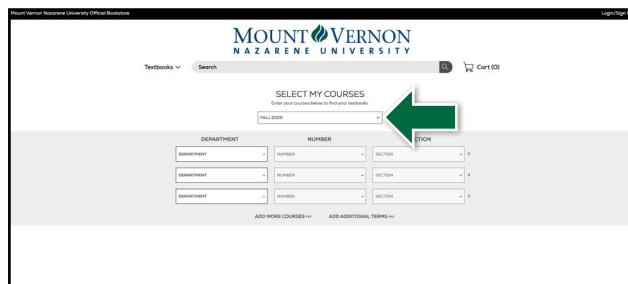 Mount Vernon Nazarene University Official Bookstore
Login/Sign
MOUNT VERNON
NAZARENE UNIVERSITY
Textbooks Search Cart (0)
SELECT MY COURSES
Enter your courses below to find your textbooks.
FALL 2026
DEPARTMENT NUMBER CTION
DEPARTMENT NUMBER SECTION X
DEPARTMENT NUMBER SECTION X
DEPARTMENT NUMBER SECTION X
ADD MORE COURSES >>> ADD ADDITIONAL TERMS >>>